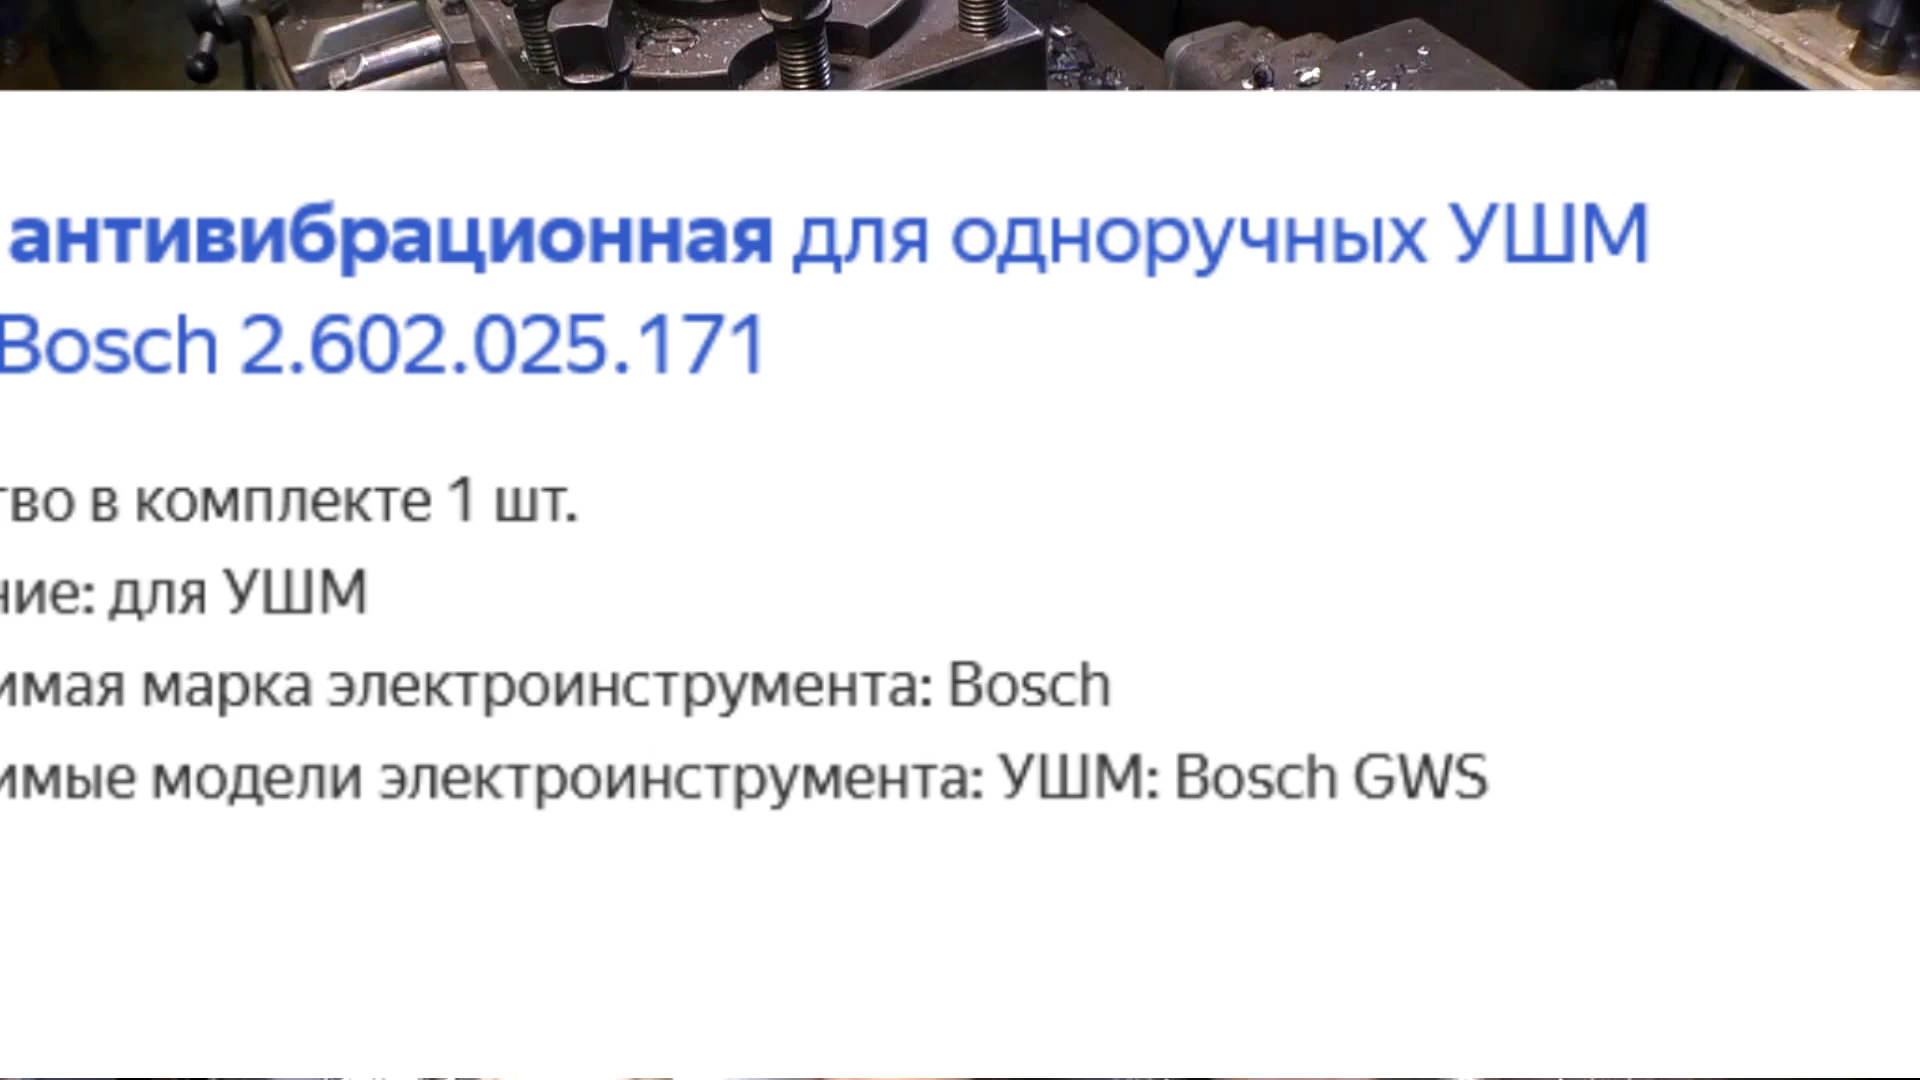 антивибрационная для одноручных УШМ
Bosch 2.602.025.171
тво в комплекте 1 шт.
ние: для УШМ
имая марка электроинструмента: Bosch
имые модели электроинструмента: УШМ: Bosch GWS